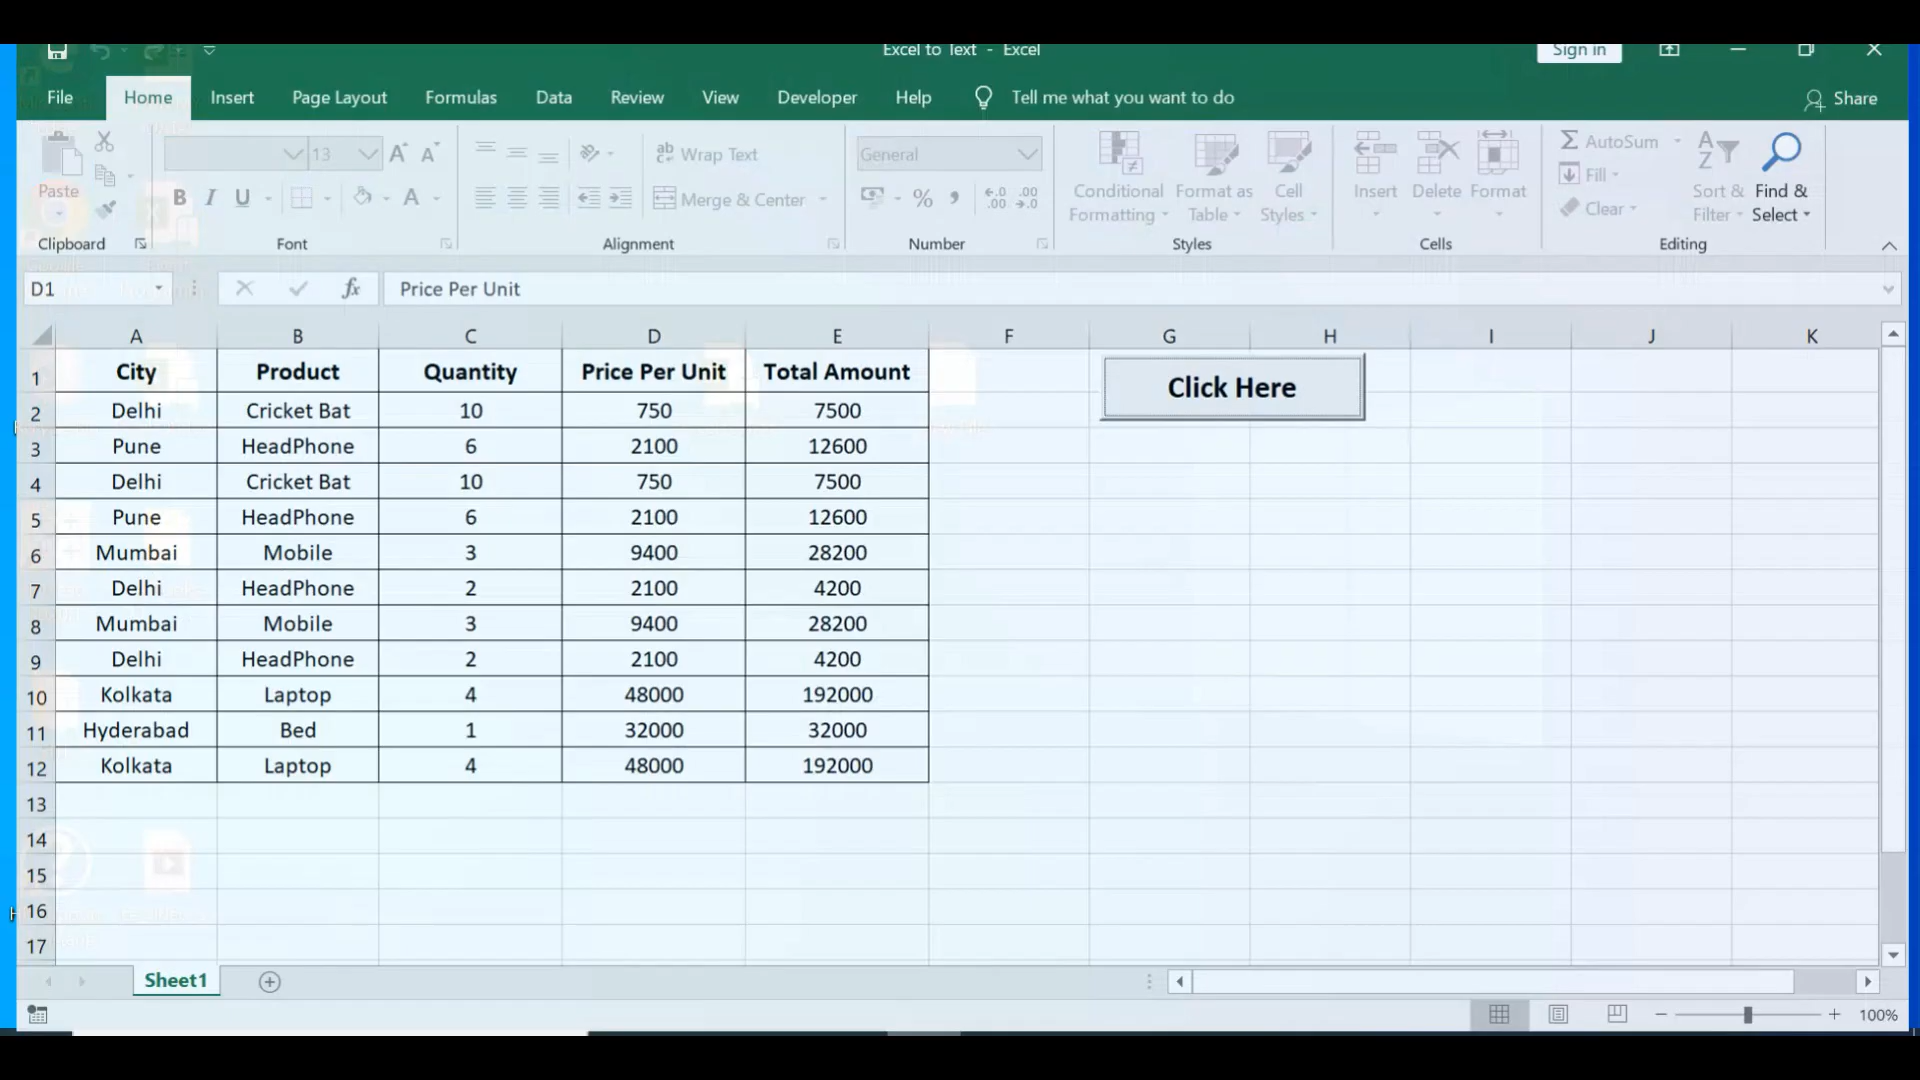 Excel to Text - Excel
Sign in
File Home Insert Page Layout Formulas Data Review View Developer Help Tell me what you want to do Share
Paste
13
B I U
Wrap Text
Merge & Center
General
Conditional Formatting
Format as Table
Cell Styles
Insert Delete Format
AutoSum
Fill
Clear
Sort & Filter
Find & Select
Clipboard Font Alignment Number Styles Cells Editing
D1 fx Price Per Unit
A B C D E F G H I J K
1 City Product Quantity Price Per Unit Total Amount
Click Here
2 Delhi Cricket Bat 10 750 7500
3 Pune HeadPhone 6 2100 12600
4 Delhi Cricket Bat 10 750 7500
5 Pune HeadPhone 6 2100 12600
6 Mumbai Mobile 3 9400 28200
7 Delhi HeadPhone 2 2100 4200
8 Mumbai Mobile 3 9400 28200
9 Delhi HeadPhone 2 2100 4200
10 Kolkata Laptop 4 48000 192000
11 Hyderabad Bed 1 32000 32000
12 Kolkata Laptop 4 48000 192000
13
14
15
16
17
Sheet1
100%